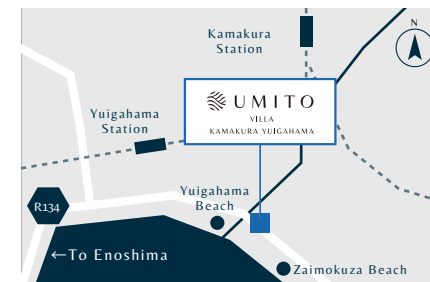 Kamakura
Station
N
UMITO
VILLA
KAMAKURA YUIGAHAMA
Yuigahama
Station
Yuigahama
Beach
R134
←To Enoshima
Zaimokuza Beach